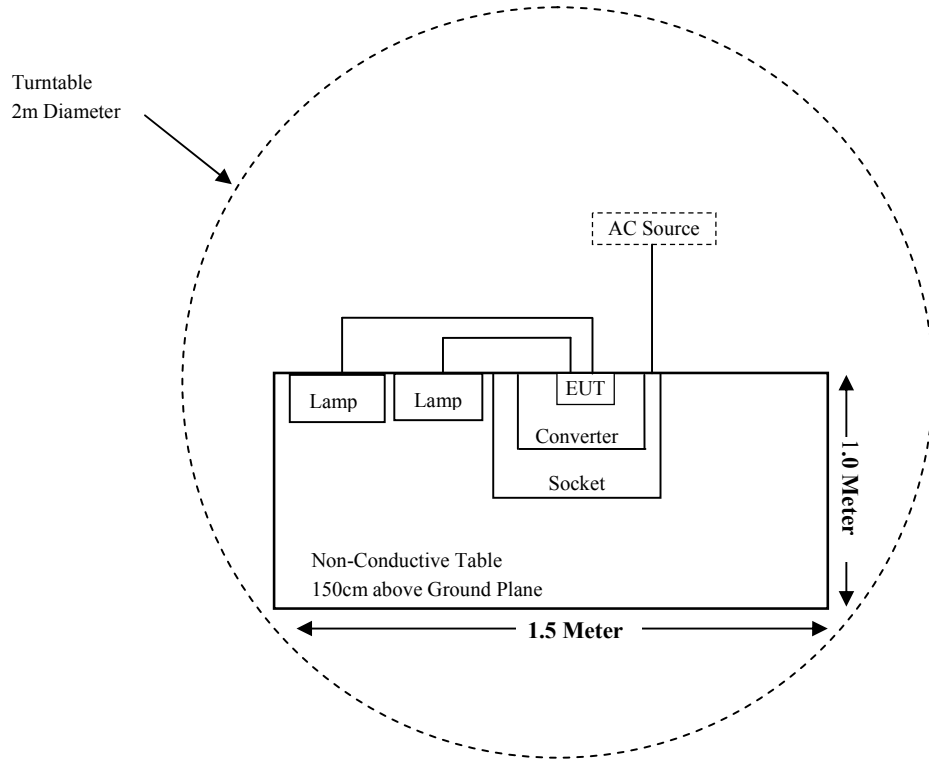 Turntable
2m Diameter
AC Source
Lamp
Lamp
EUT
Converter
Socket
1.0 Meter
Non-Conductive Table
150cm above Ground Plane
1.5 Meter